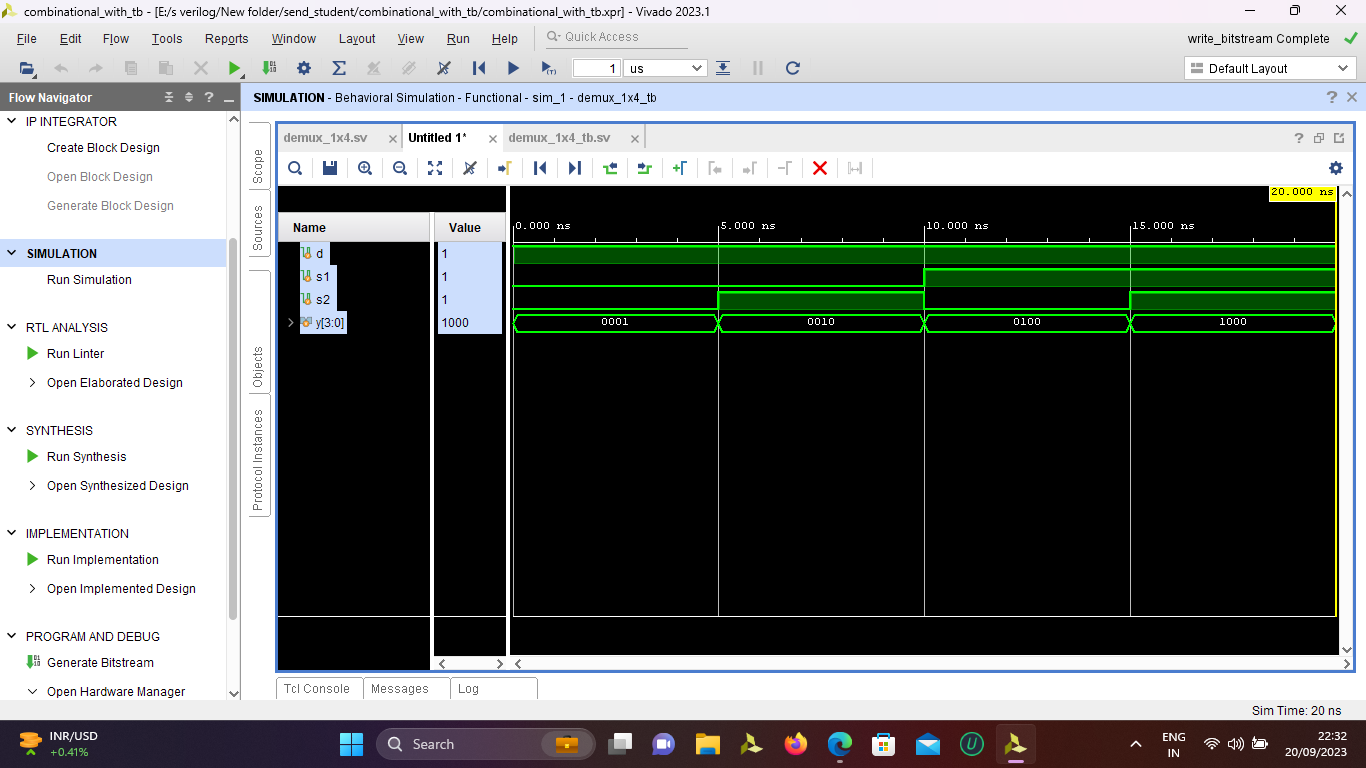 combinational_with_tb - [E:/s verilog/New folder/send_student/combinational_with_tb/combinational_with_tb.xpr] - Vivado 2023.1
File Edit Flow Tools Reports Window Layout View Run Help Quick Access write_bitstream Complete
1 us Default Layout
Flow Navigator
SIMULATION - Behavioral Simulation - Functional - sim_1 - demux_1x4_tb
IP INTEGRATOR
Create Block Design
Open Block Design
Generate Block Design
SIMULATION
Run Simulation
RTL ANALYSIS
Run Linter
Open Elaborated Design
SYNTHESIS
Run Synthesis
Open Synthesized Design
IMPLEMENTATION
Run Implementation
Open Implemented Design
PROGRAM AND DEBUG
Generate Bitstream
Open Hardware Manager
Scope
Sources
Objects
Protocol Instances
demux_1x4.sv Untitled 1* demux_1x4_tb.sv
20.000 ns
Name Value 0.000 ns 5.000 ns 10.000 ns 15.000 ns
d 1
s1 1
s2 1
y[3:0] 1000 0001 0010 0100 1000
Tcl Console Messages Log
Sim Time: 20 ns
INR/USD
+0.41%
Search
ENG
IN
22:32
20/09/2023